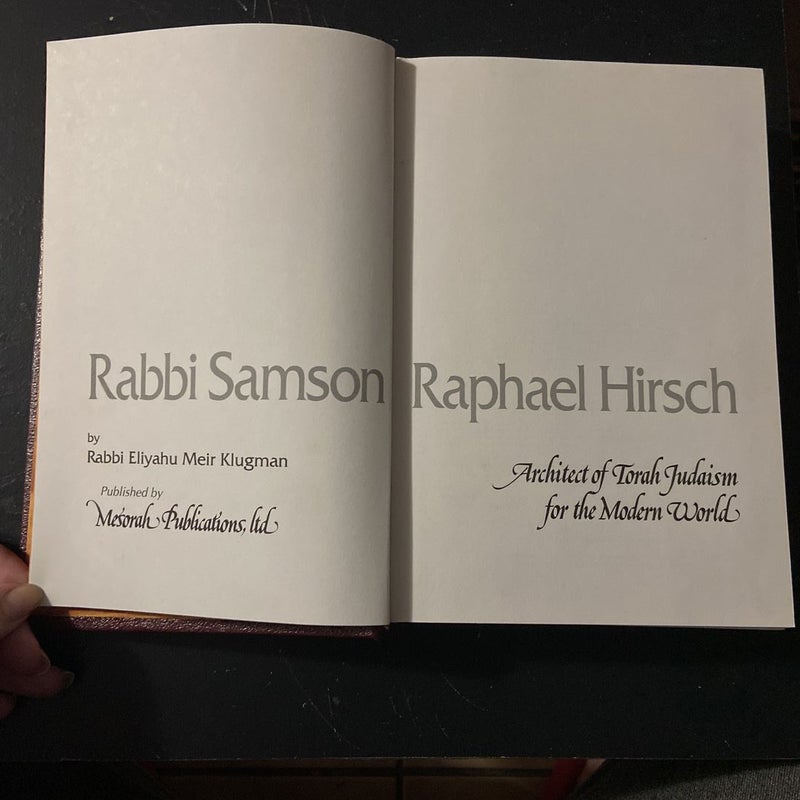 Rabbi Samson Raphael Hirsch
by
Rabbi Eliyahu Meir Klugman
Published by
Mesorah Publications, ltd
Architect of Torah Judaism
for the Modern World